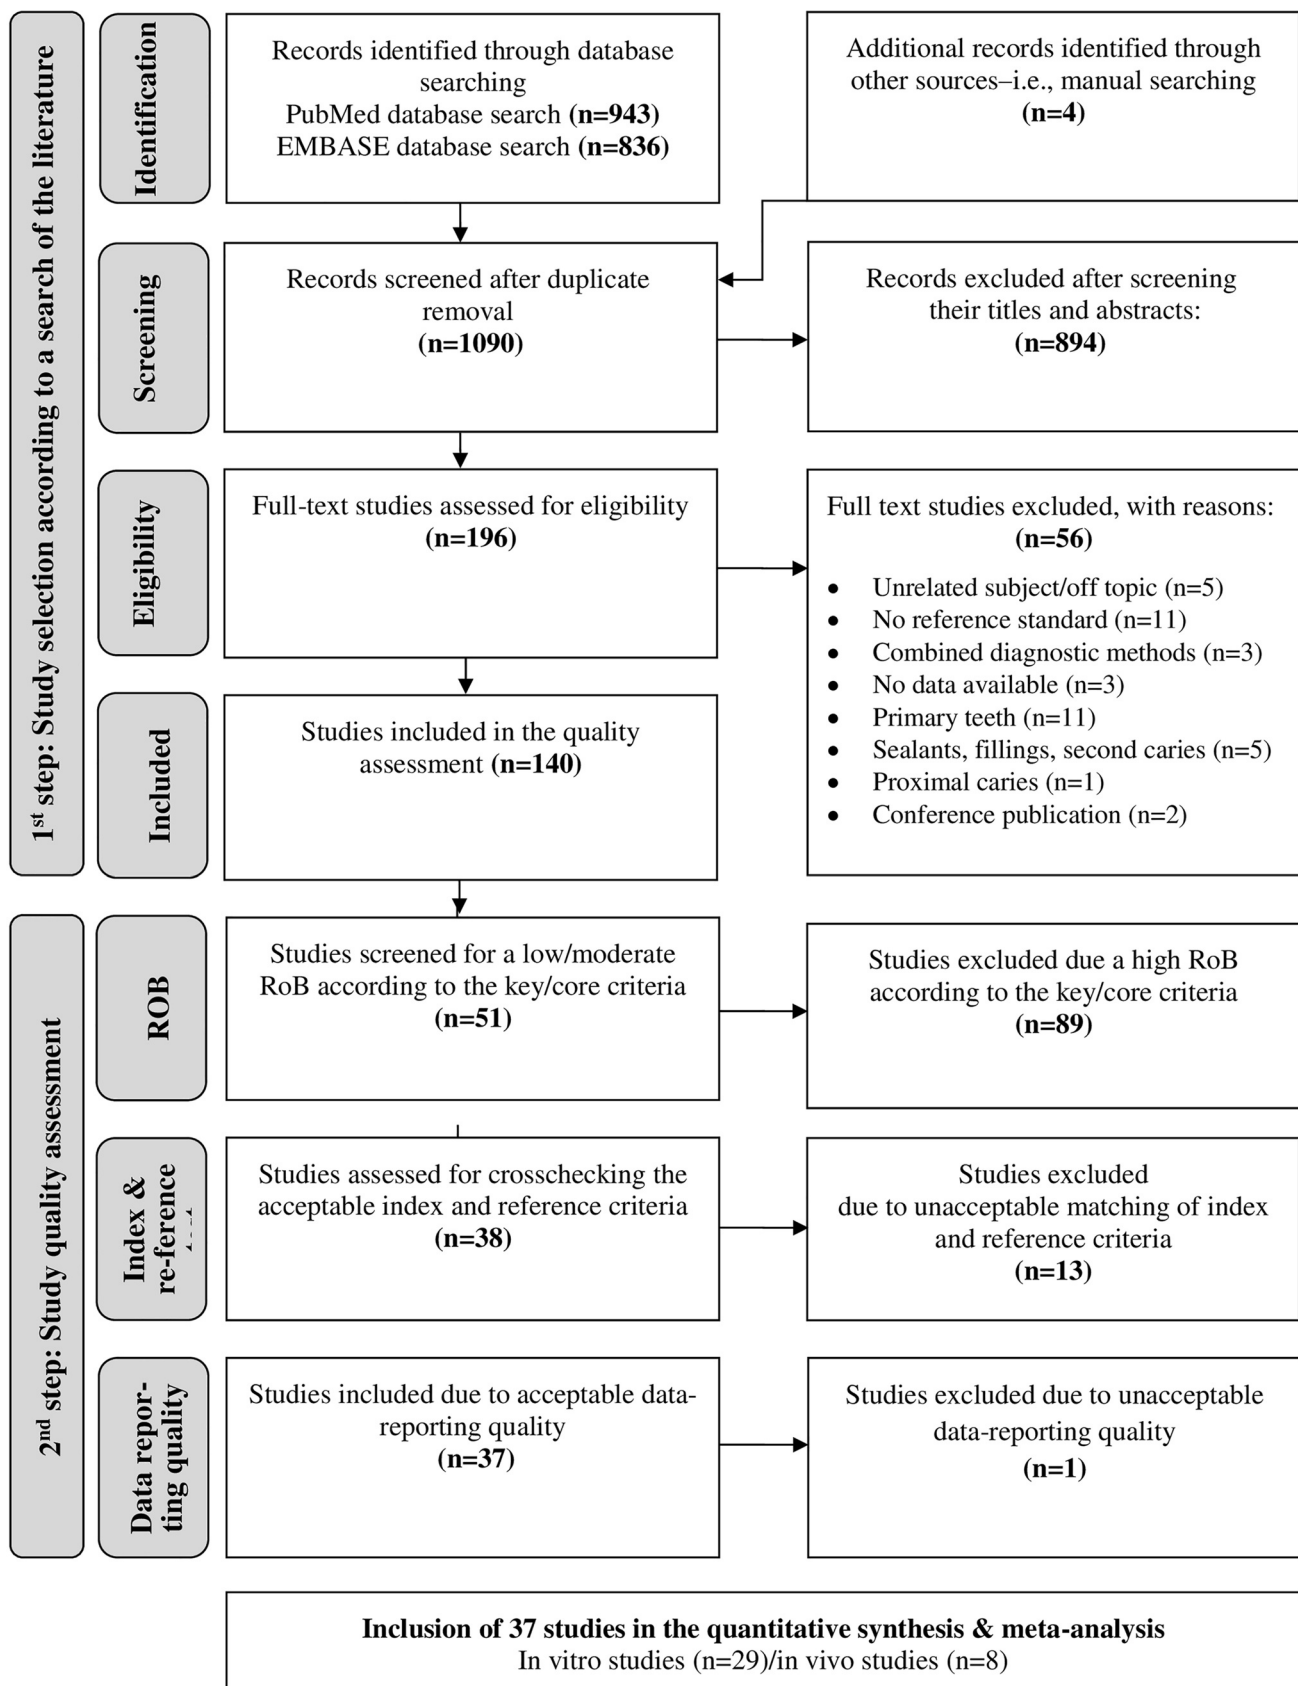 1st step: Study selection according to a search of the literature
Identification
Records identified through database
searching
PubMed database search (n=943)
EMBASE database search (n=836)
Additional records identified through
other sources–i.e., manual searching
(n=4)
Screening
Records screened after duplicate
removal
(n=1090)
Records excluded after screening
their titles and abstracts:
(n=894)
Eligibility
Full-text studies assessed for eligibility
(n=196)
Full text studies excluded, with reasons:
(n=56)
• Unrelated subject/off topic (n=5)
• No reference standard (n=11)
• Combined diagnostic methods (n=3)
• No data available (n=3)
• Primary teeth (n=11)
• Sealants, fillings, second caries (n=5)
• Proximal caries (n=1)
• Conference publication (n=2)
Included
Studies included in the quality
assessment (n=140)
2nd step: Study quality assessment
ROB
Studies screened for a low/moderate
RoB according to the key/core criteria
(n=51)
Studies excluded due a high RoB
according to the key/core criteria
(n=89)
Index &
re-ference
Studies assessed for crosschecking the
acceptable index and reference criteria
(n=38)
Studies excluded
due to unacceptable matching of index
and reference criteria
(n=13)
Data repor-
ting quality
Studies included due to acceptable data-
reporting quality
(n=37)
Studies excluded due to unacceptable
data-reporting quality
(n=1)
Inclusion of 37 studies in the quantitative synthesis & meta-analysis
In vitro studies (n=29)/in vivo studies (n=8)